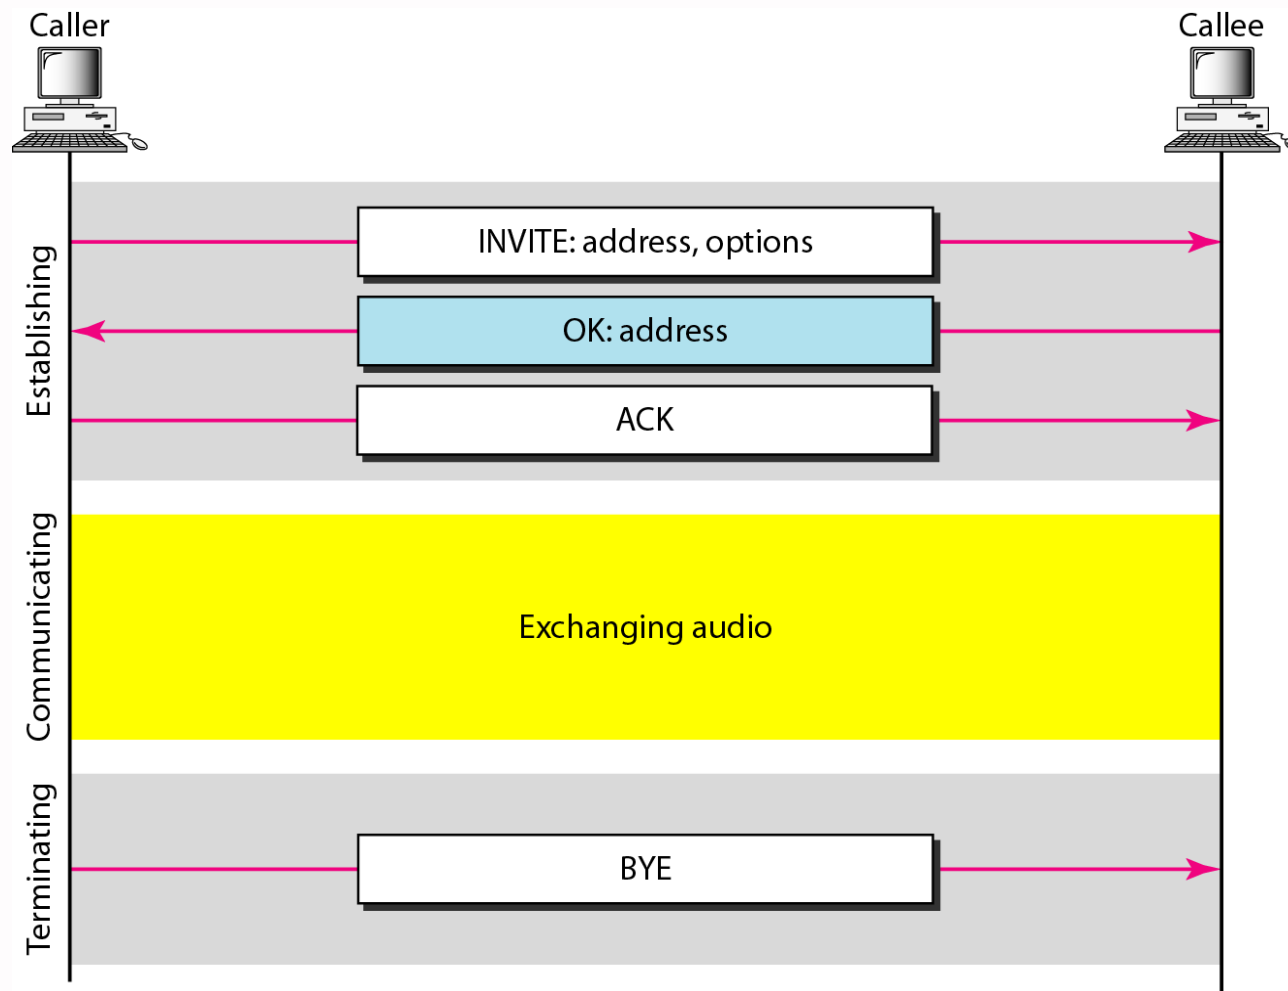 Caller
Callee
Establishing
INVITE: address, options
OK: address
ACK
Communicating
Exchanging audio
Terminating
BYE